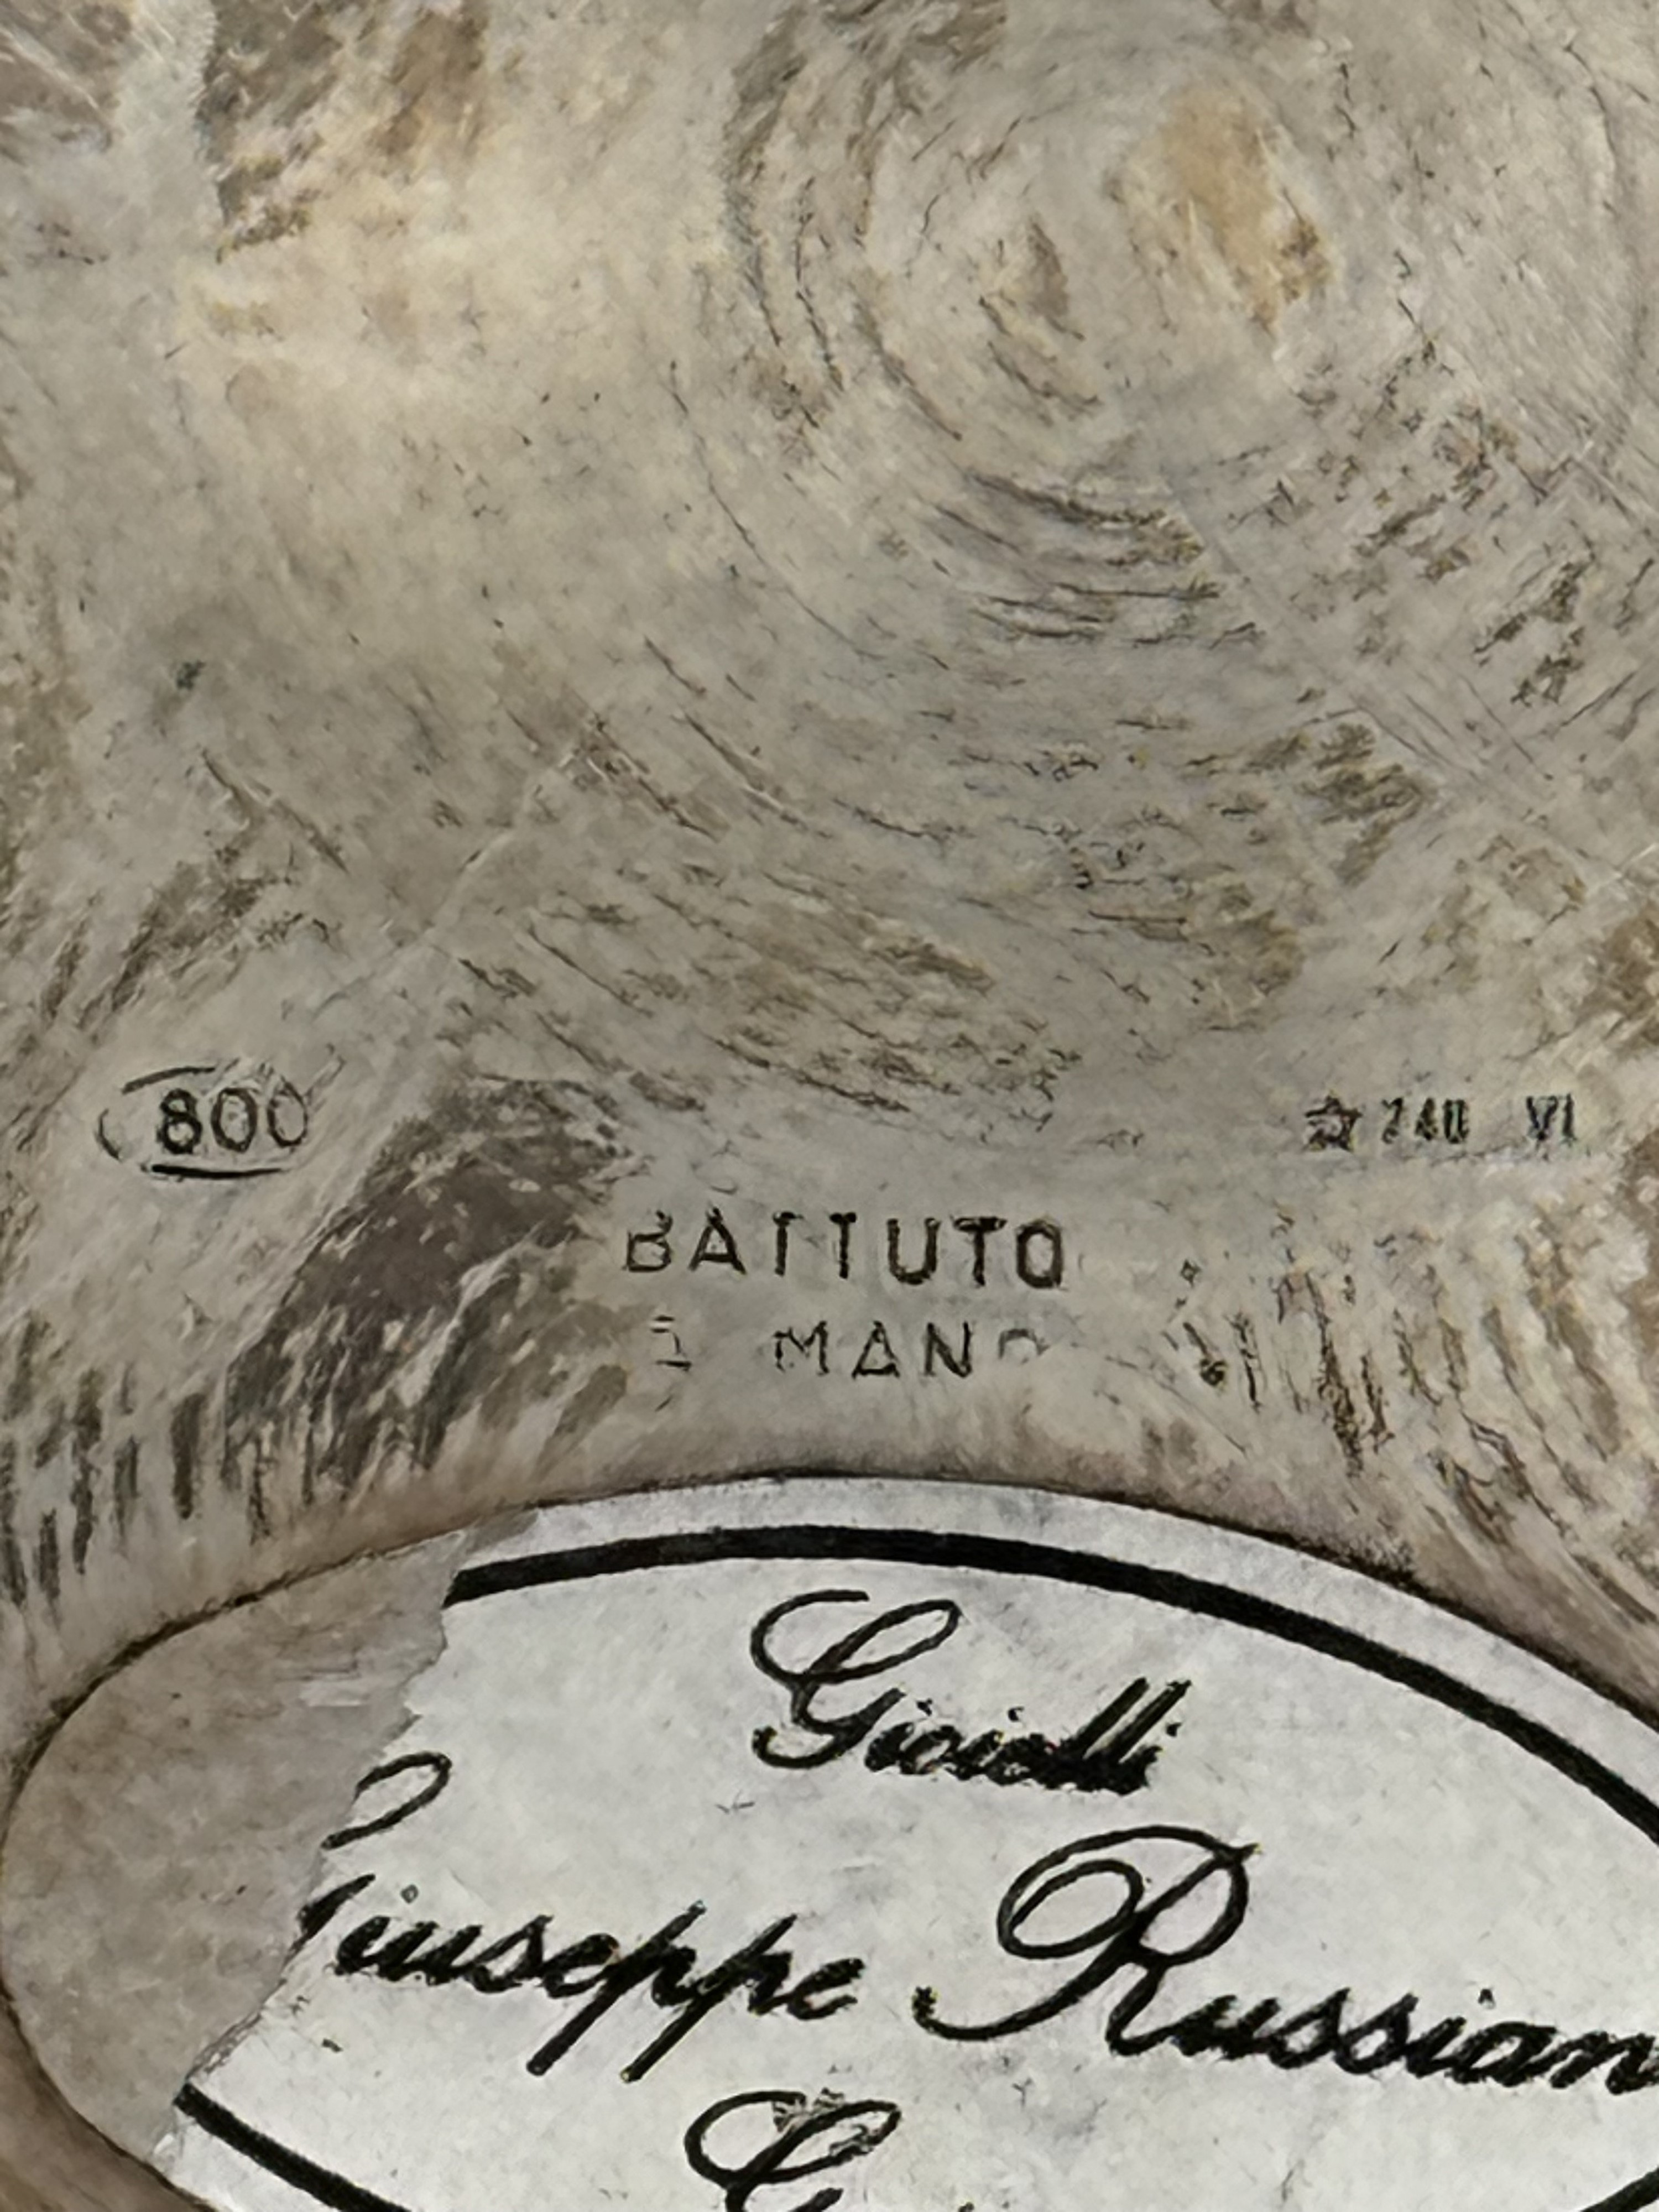 800
☆ 240 VI
BATTUTO
A MANO
Gioielli
Giuseppe Russian